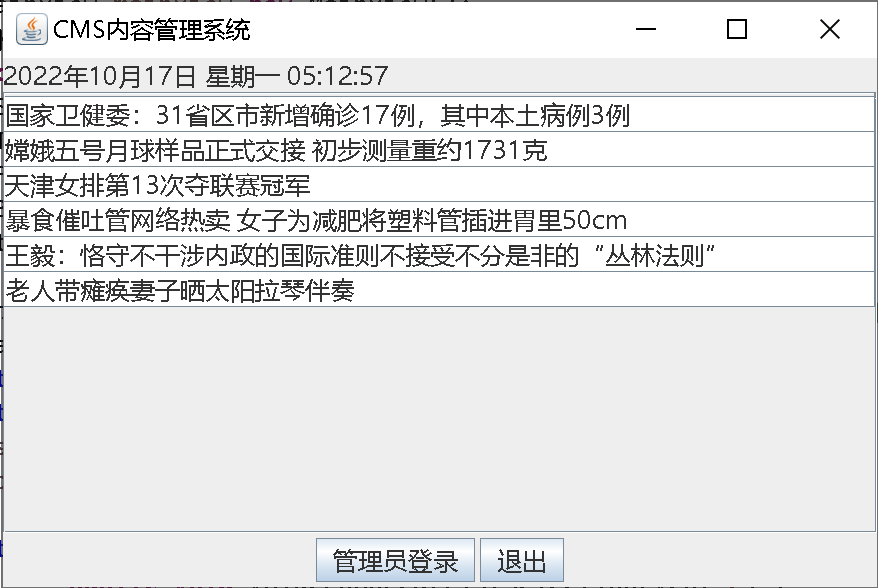 CMS内容管理系统
2022年10月17日 星期一 05:12:57
国家卫健委：31省区市新增确诊17例，其中本土病例3例
嫦娥五号月球样品正式交接 初步测量重约1731克
天津女排第13次夺联赛冠军
暴食催吐管网络热卖 女子为减肥将塑料管插进胃里50cm
王毅：恪守不干涉内政的国际准则不接受不分是非的“丛林法则”
老人带瘫痪妻子晒太阳拉琴伴奏
管理员登录 退出